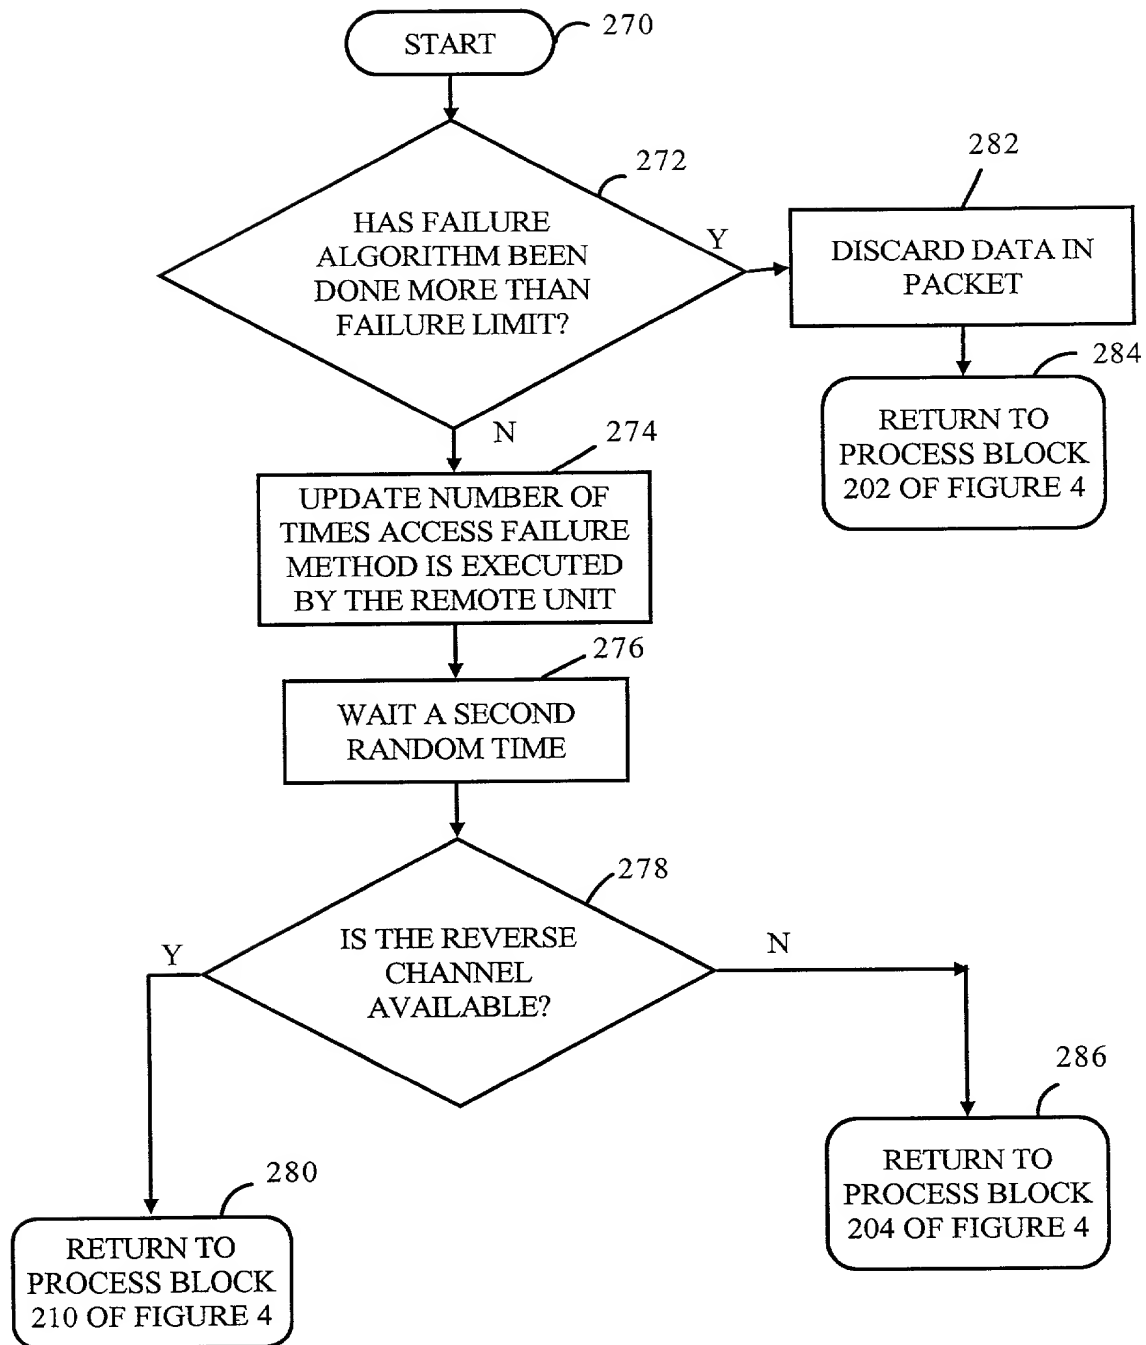 START
270
272
HAS FAILURE
ALGORITHM BEEN
DONE MORE THAN
FAILURE LIMIT?
Y
282
DISCARD DATA IN
PACKET
284
RETURN TO
PROCESS BLOCK
202 OF FIGURE 4
N
274
UPDATE NUMBER OF
TIMES ACCESS FAILURE
METHOD IS EXECUTED
BY THE REMOTE UNIT
276
WAIT A SECOND
RANDOM TIME
278
IS THE REVERSE
CHANNEL
AVAILABLE?
Y
N
280
RETURN TO
PROCESS BLOCK
210 OF FIGURE 4
286
RETURN TO
PROCESS BLOCK
204 OF FIGURE 4